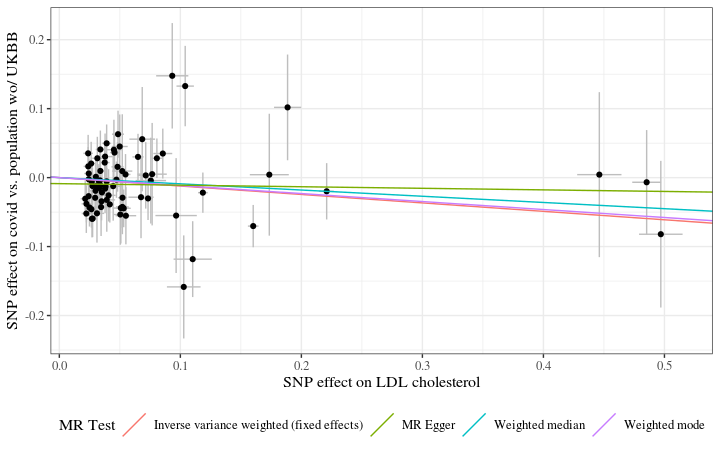 SNP effect on covid vs. population wo/ UKBB
0.2
0.1
0.0
-0.1
-0.2
0.0 0.1 0.2 0.3 0.4 0.5
SNP effect on LDL cholesterol
MR Test Inverse variance weighted (fixed effects) MR Egger Weighted median Weighted mode